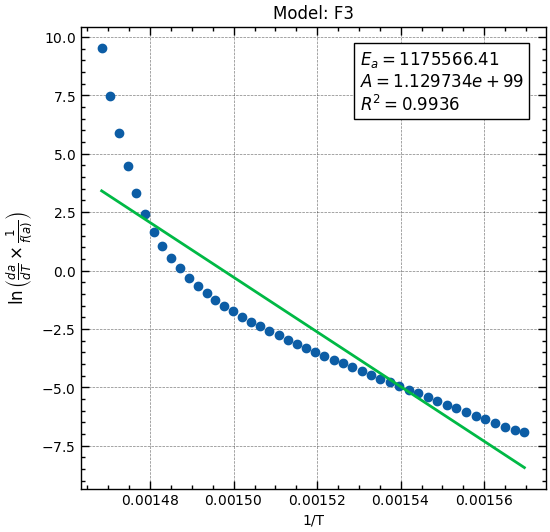 Model: F3
E_a = 1175566.41
A = 1.129734e + 99
R² = 0.9936
10.0
7.5
5.0
2.5
0.0
−2.5
−5.0
−7.5
ln (da/dT × 1/f(a))
0.00148 0.00150 0.00152 0.00154 0.00156
1/T